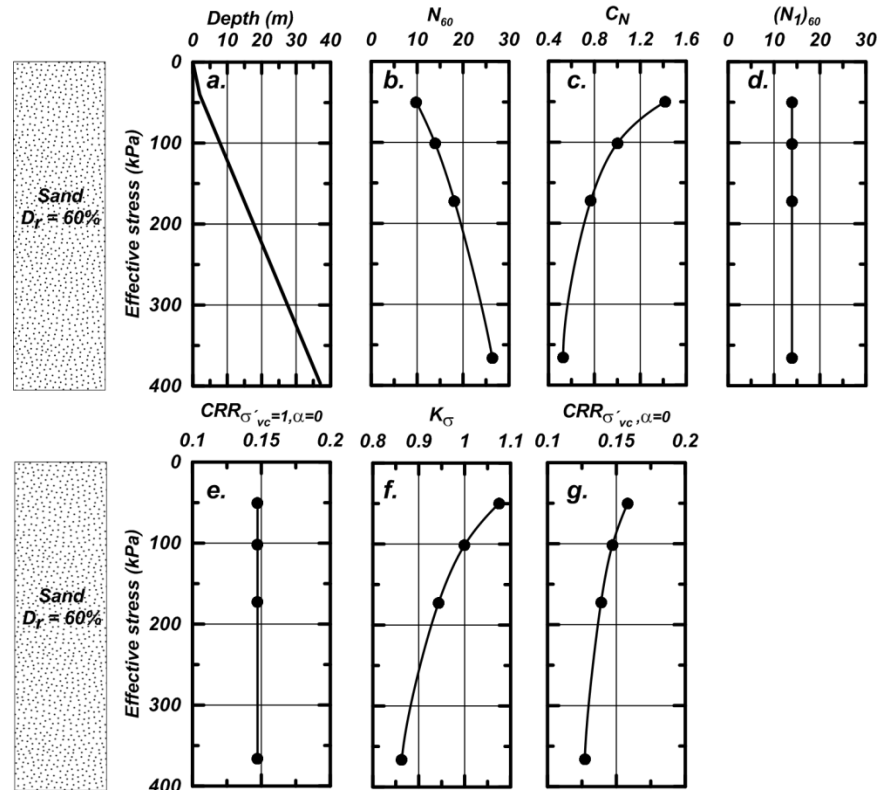 Depth (m) N₆₀ C_N (N₁)₆₀
0 10 20 30 40 0 10 20 30 0.4 0.8 1.2 1.6 0 10 20 30
0
a. b. c. d.
100
Sand
D_r = 60%
Effective stress (kPa)
200
300
400
CRR_σ´vc=1,α=0 K_σ CRR_σ´vc,α=0
0.1 0.15 0.2 0.8 0.9 1 1.1 0.1 0.15 0.2
0
e. f. g.
100
Sand
D_r = 60%
Effective stress (kPa)
200
300
400